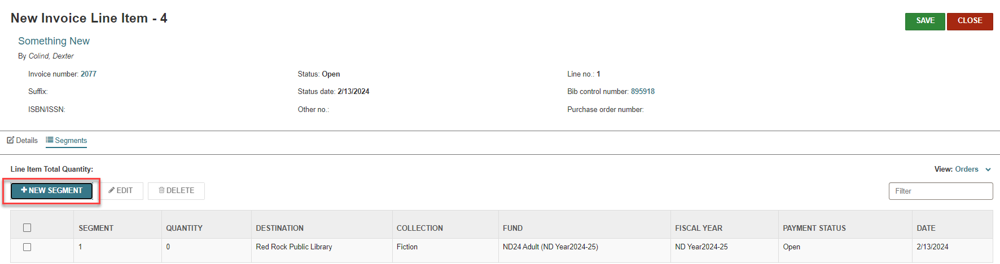 New Invoice Line Item - 4
SAVE CLOSE
Something New
By Colind, Dexter
Invoice number: 2077 Status: Open Line no.: 1
Suffix: Status date: 2/13/2024 Bib control number: 895918
ISBN/ISSN: Other no.: Purchase order number:
Details Segments
Line Item Total Quantity: View: Orders
+ NEW SEGMENT EDIT DELETE Filter
SEGMENT QUANTITY DESTINATION COLLECTION FUND FISCAL YEAR PAYMENT STATUS DATE
1 0 Red Rock Public Library Fiction ND24 Adult (ND Year2024-25) ND Year2024-25 Open 2/13/2024